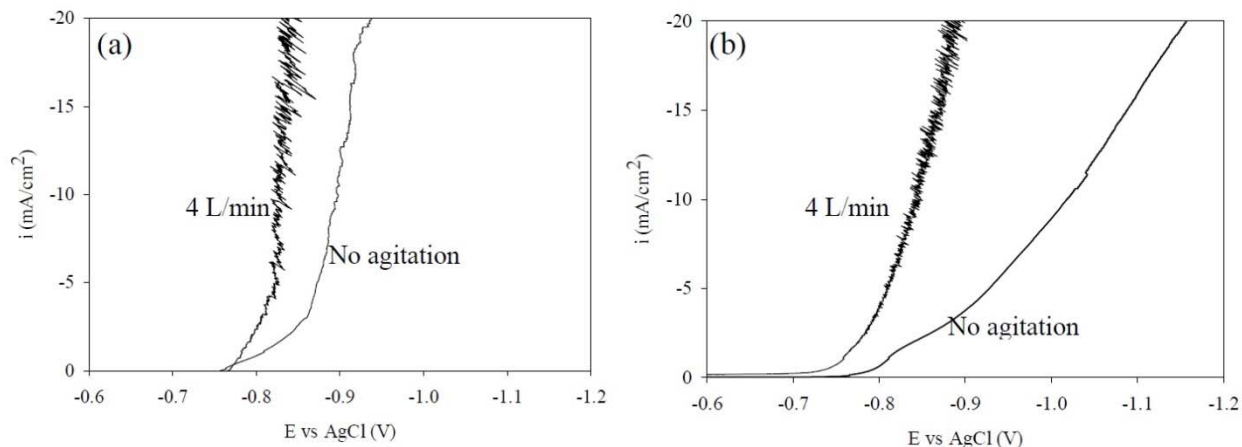 (a)
-20
-15
-10
-5
0
i (mA/cm²)
4 L/min
No agitation
-0.6 -0.7 -0.8 -0.9 -1.0 -1.1 -1.2
E vs AgCl (V)
(b)
-20
-15
-10
-5
0
i (mA/cm²)
4 L/min
No agitation
-0.6 -0.7 -0.8 -0.9 -1.0 -1.1 -1.2
E vs AgCl (V)